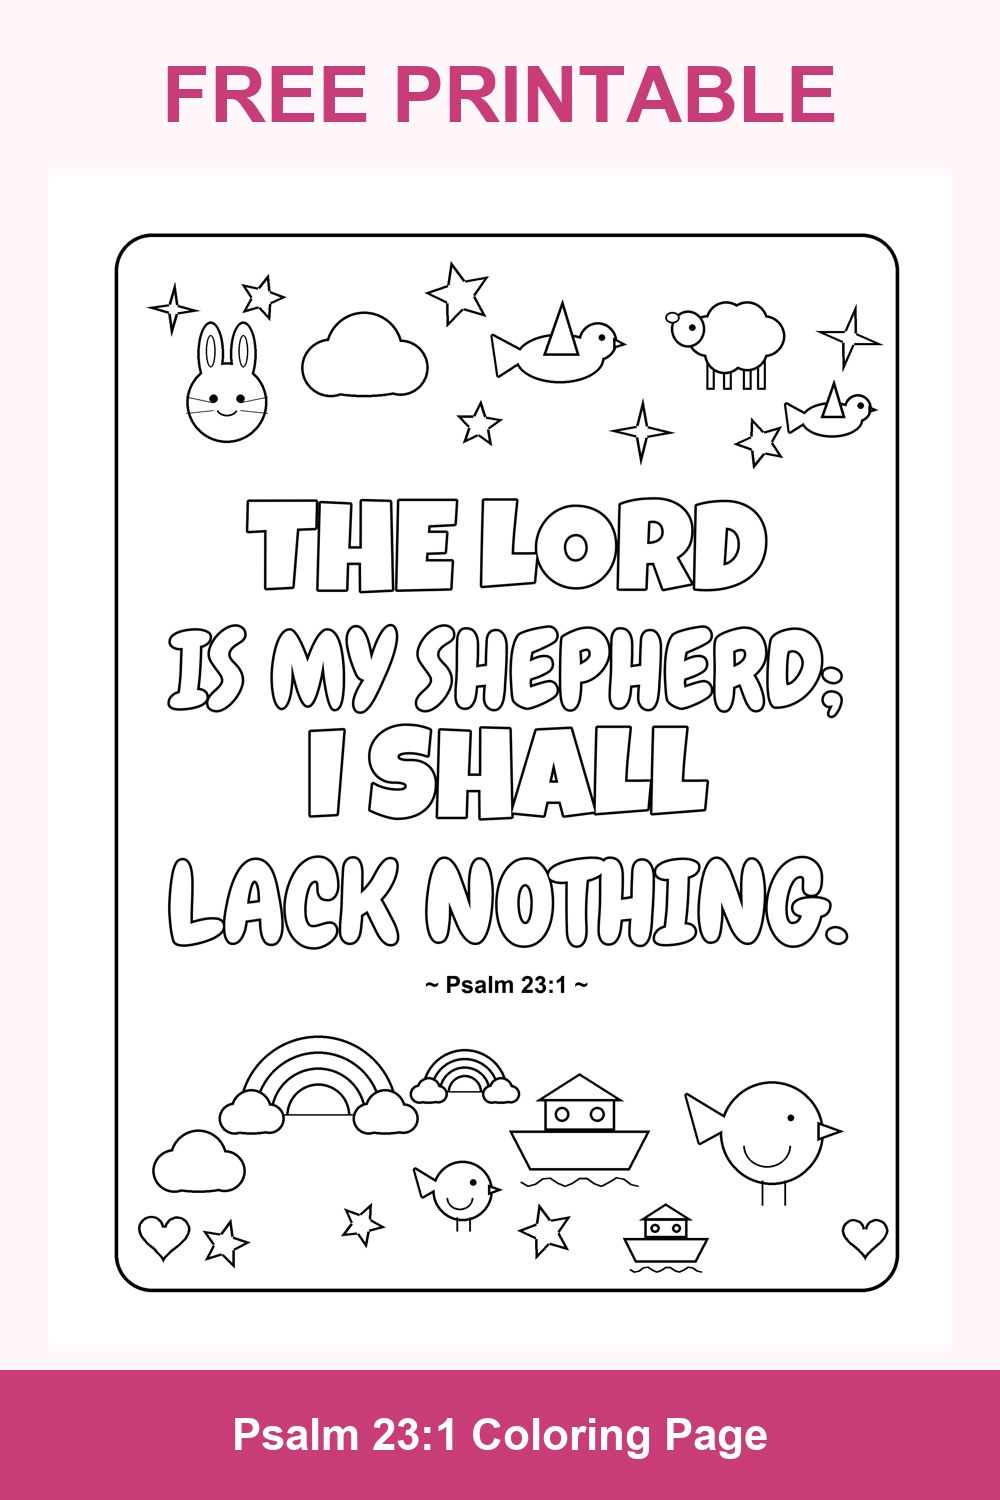 FREE PRINTABLE
THE LORD
IS MY SHEPHERD;
I SHALL
LACK NOTHING.
~ Psalm 23:1 ~
Psalm 23:1 Coloring Page